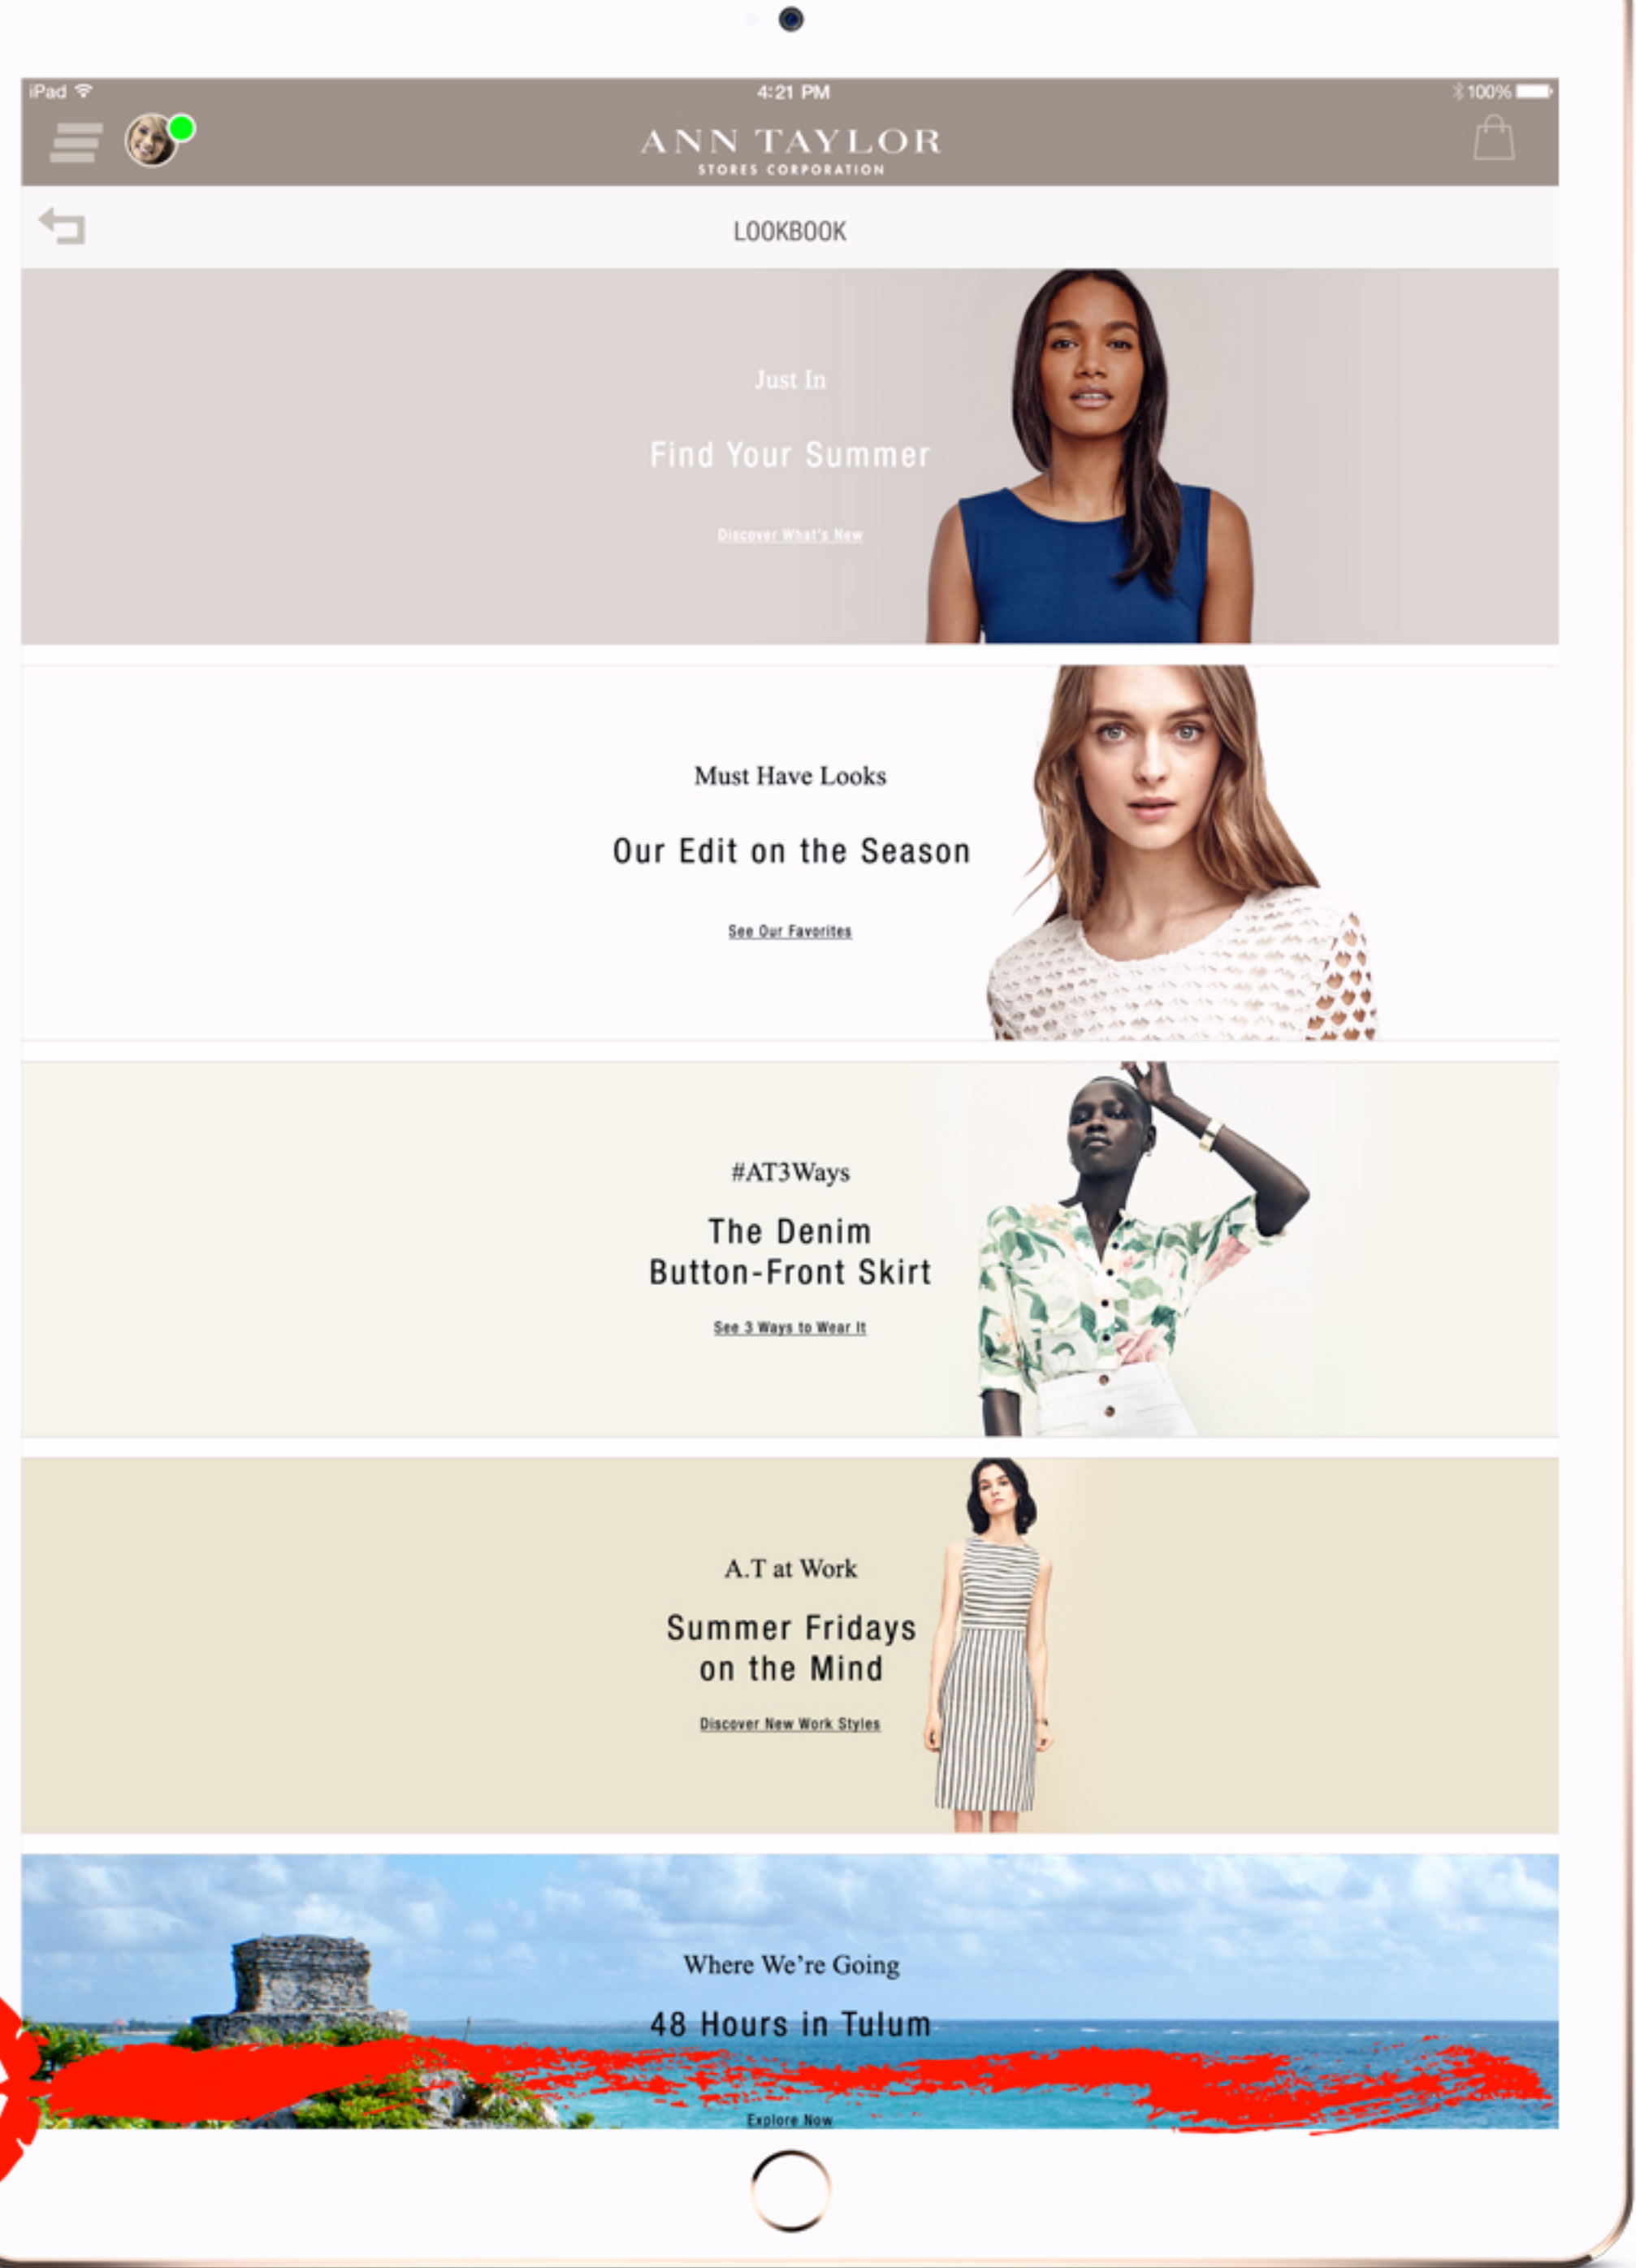 iPad
4:21 PM
100%
ANN TAYLOR
STORES CORPORATION
LOOKBOOK
Just In
Find Your Summer
Discover What's New
Must Have Looks
Our Edit on the Season
See Our Favorites
#AT3Ways
The Denim
Button-Front Skirt
See 3 Ways to Wear It
A.T at Work
Summer Fridays
on the Mind
Discover New Work Styles
Where We're Going
48 Hours in Tulum
Explore Now